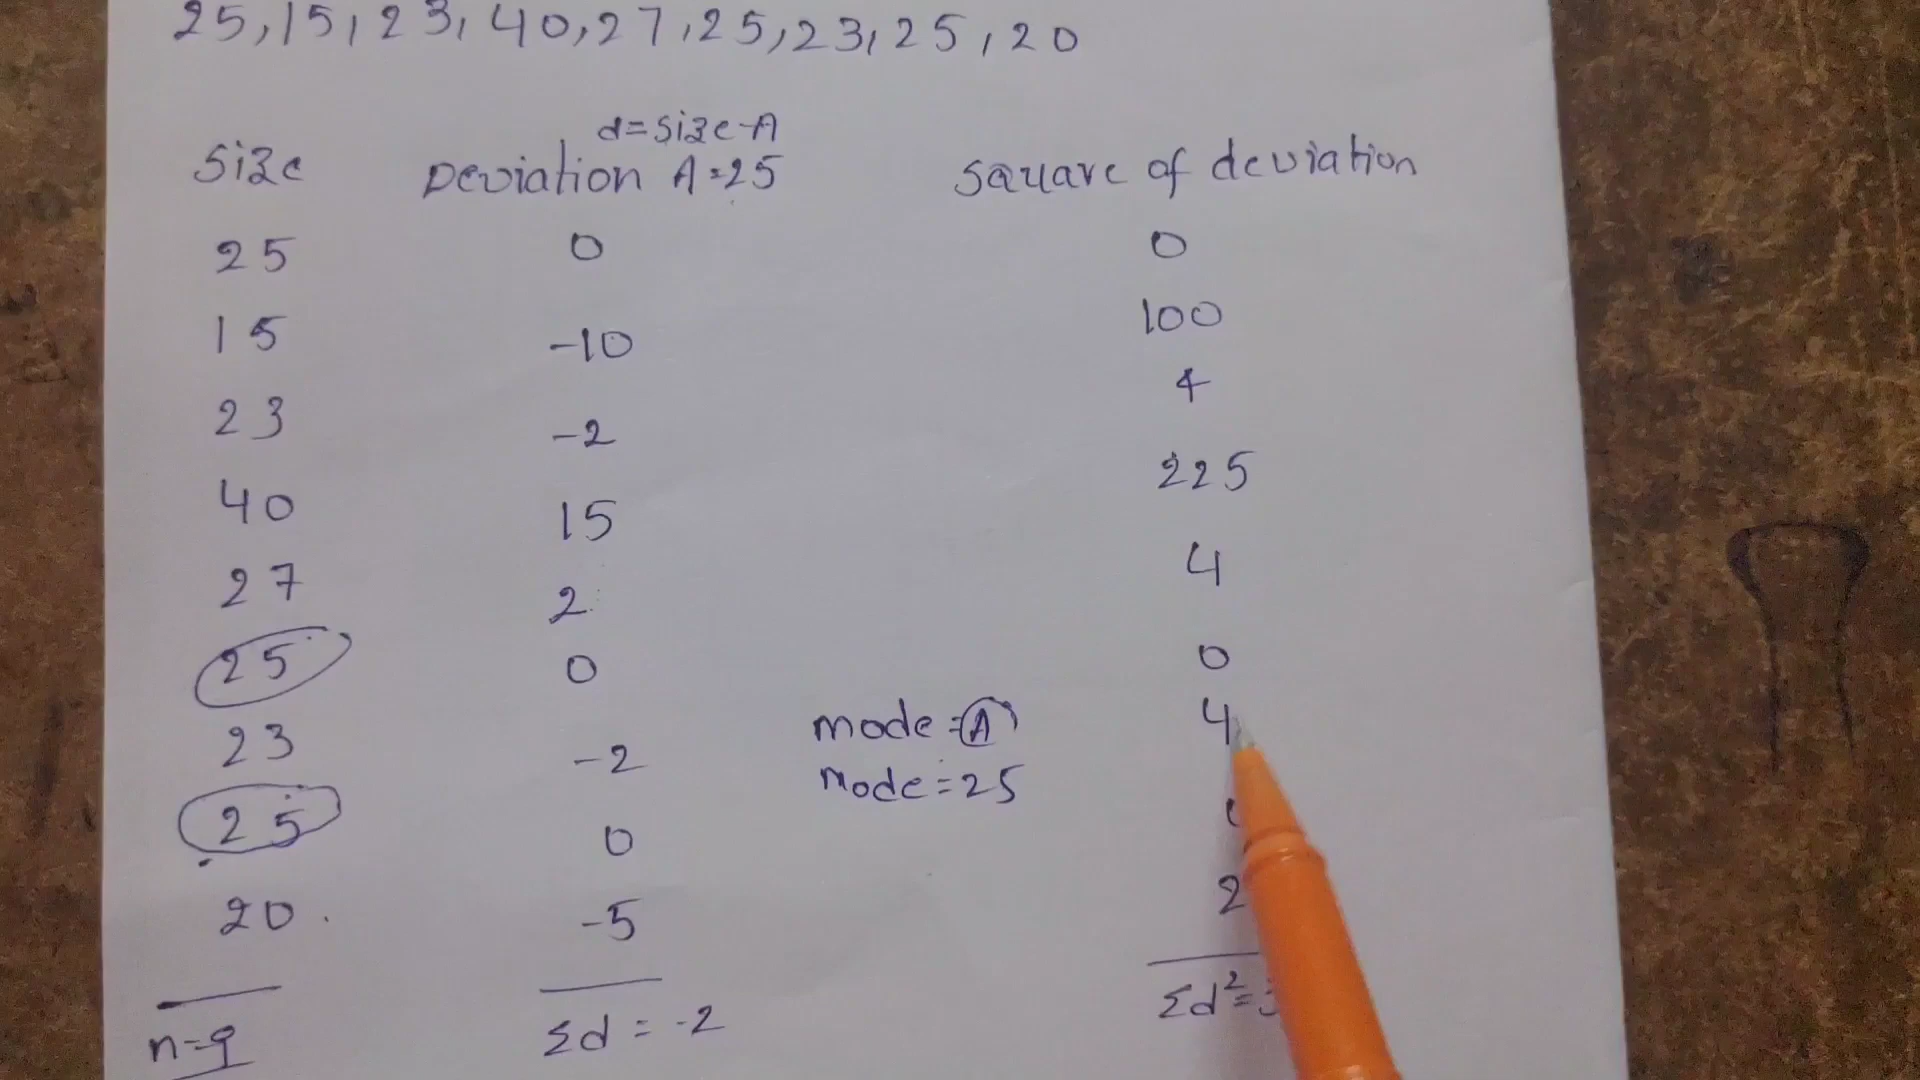 25, 15, 23, 40, 27, 25, 23, 25, 20
d=size-A
Size Deviation A=25 Square of deviation
25 0 0
15 -10 100
23 -2 4
40 15 225
27 2 4
25 0 0
23 -2 mode=A 4
25 0 Mode=25
20 -5 2
n=9 Σd=-2 Σd²=